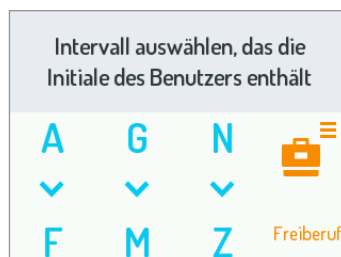 Intervall auswählen, das die
Initiale des Benutzers enthält
A G N
F M Z
Freiberuf